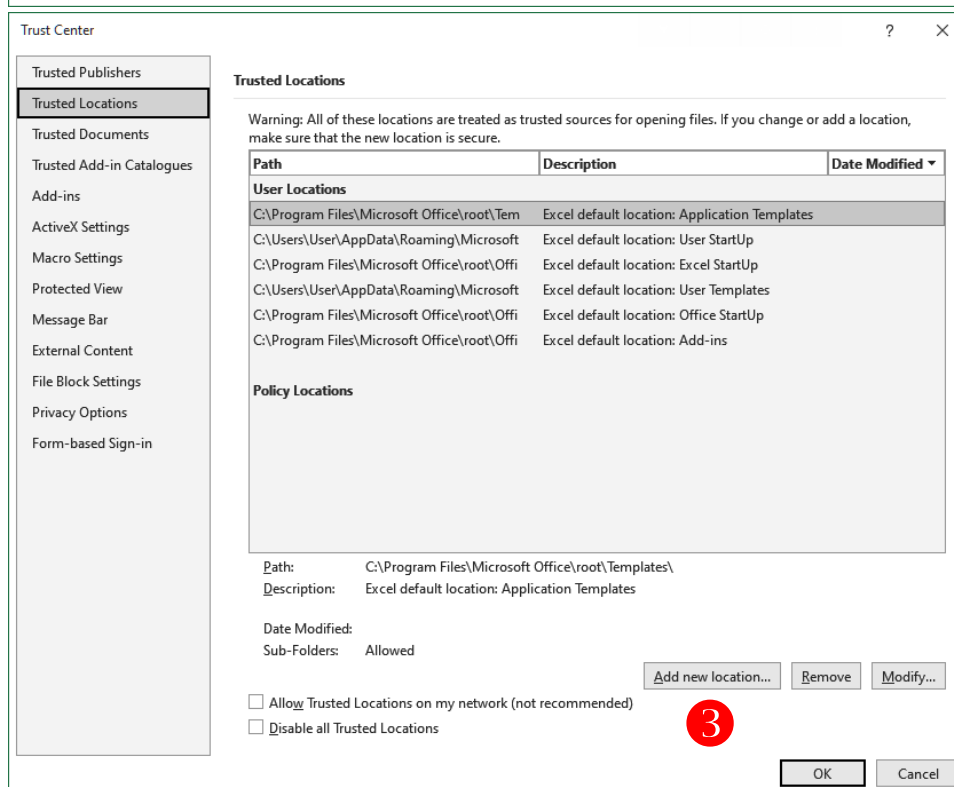 Trust Center
?
Trusted Publishers
Trusted Locations
Trusted Documents
Trusted Add-in Catalogues
Add-ins
ActiveX Settings
Macro Settings
Protected View
Message Bar
External Content
File Block Settings
Privacy Options
Form-based Sign-in
Trusted Locations
Warning: All of these locations are treated as trusted sources for opening files. If you change or add a location,
make sure that the new location is secure.
Path Description Date Modified
User Locations
C:\Program Files\Microsoft Office\root\Tem Excel default location: Application Templates
C:\Users\User\AppData\Roaming\Microsoft Excel default location: User StartUp
C:\Program Files\Microsoft Office\root\Offi Excel default location: Excel StartUp
C:\Users\User\AppData\Roaming\Microsoft Excel default location: User Templates
C:\Program Files\Microsoft Office\root\Offi Excel default location: Office StartUp
C:\Program Files\Microsoft Office\root\Offi Excel default location: Add-ins
Policy Locations
Path: C:\Program Files\Microsoft Office\root\Templates\
Description: Excel default location: Application Templates
Date Modified:
Sub-Folders: Allowed
Add new location... Remove Modify...
Allow Trusted Locations on my network (not recommended)
3
Disable all Trusted Locations
OK Cancel